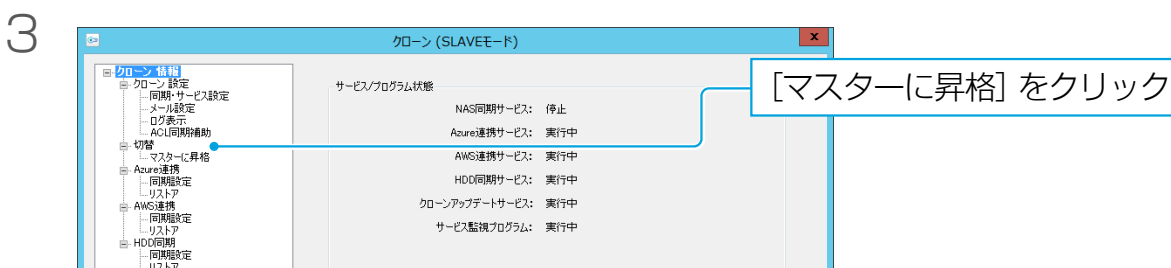 3
クローン (SLAVEモード)
x
クローン 情報
クローン 設定
同期・サービス設定
メール設定
ログ表示
ACL同期補助
切替
マスターに昇格
Azure連携
同期設定
リストア
AWS連携
同期設定
リストア
HDD同期
同期設定
リストア
サービス/プログラム状態
NAS同期サービス: 停止
Azure連携サービス: 実行中
AWS連携サービス: 実行中
HDD同期サービス: 実行中
クローンアップデートサービス: 実行中
サービス監視プログラム: 実行中
[マスターに昇格] をクリック